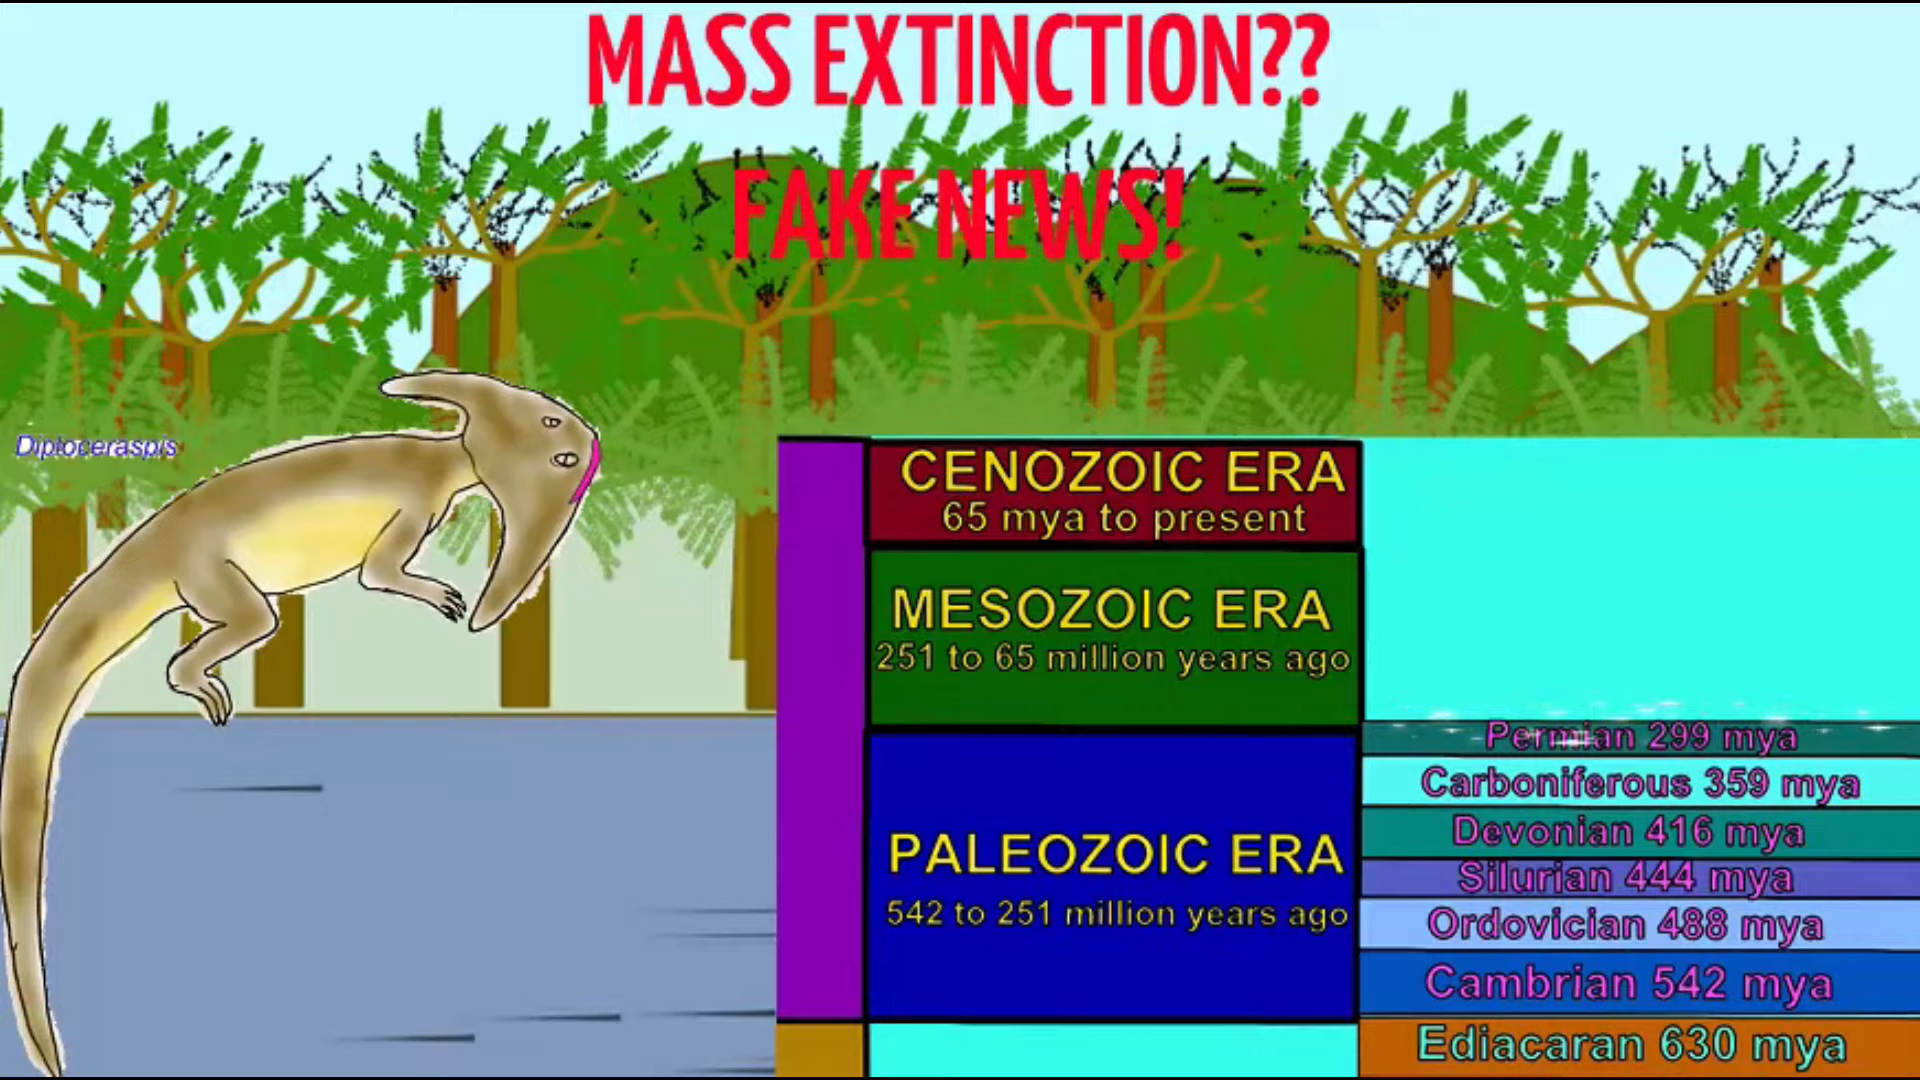 MASS EXTINCTION??
FAKE NEWS!
Diploceraspis
CENOZOIC ERA
65 mya to present
MESOZOIC ERA
251 to 65 million years ago
PALEOZOIC ERA
542 to 251 million years ago
Permian 299 mya
Carboniferous 359 mya
Devonian 416 mya
Silurian 444 mya
Ordovician 488 mya
Cambrian 542 mya
Ediacaran 630 mya